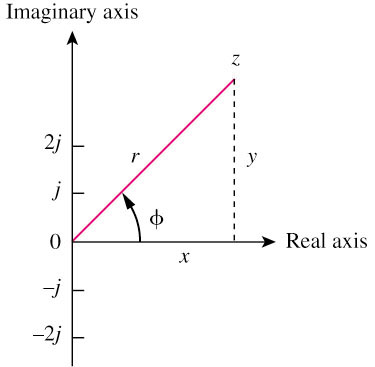 Imaginary axis
z
2j
r
y
j
ϕ
0
Real axis
x
–j
–2j